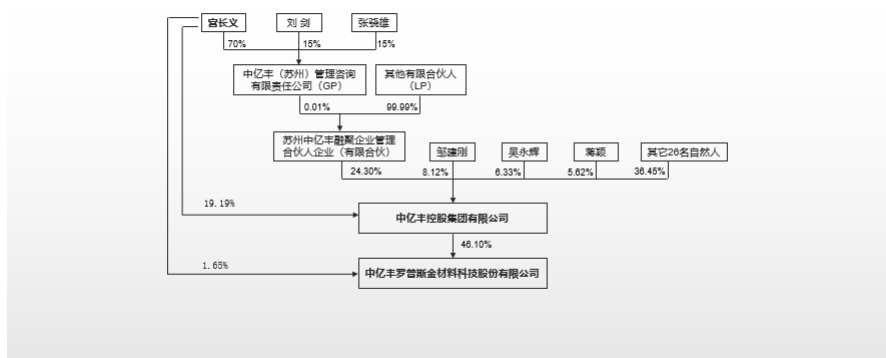 宫长义
刘 剑
张骁雄
70%
15%
15%
中亿丰（苏州）管理咨询
有限责任公司（GP）
其他有限合伙人
（LP）
0.01%
99.99%
苏州中亿丰融聚企业管理
合伙人企业（有限合伙）
邹建刚
吴永辉
蒋颖
其它26名自然人
24.30%
8.12%
6.33%
5.62%
36.45%
19.19%
中亿丰控股集团有限公司
46.10%
1.65%
中亿丰罗普斯金材料科技股份有限公司